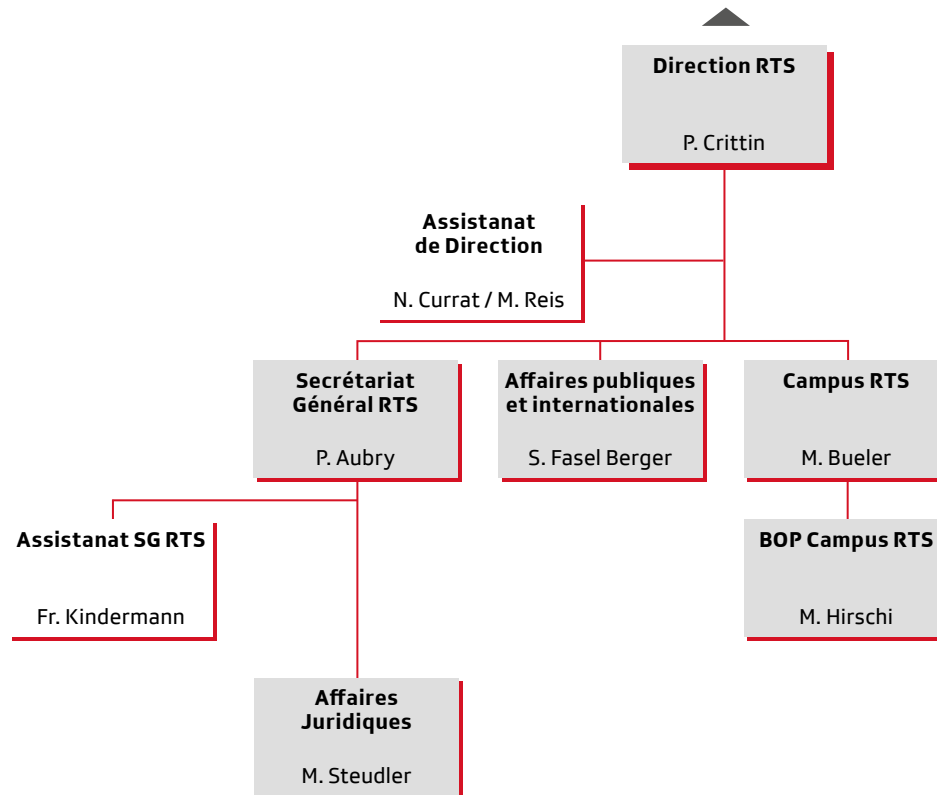 Direction RTS
P. Crittin
Assistanat
de Direction
N. Currat / M. Reis
Secrétariat
Général RTS
P. Aubry
Affaires publiques
et internationales
S. Fasel Berger
Campus RTS
M. Bueler
Assistanat SG RTS
Fr. Kindermann
BOP Campus RTS
M. Hirschi
Affaires
Juridiques
M. Steudler